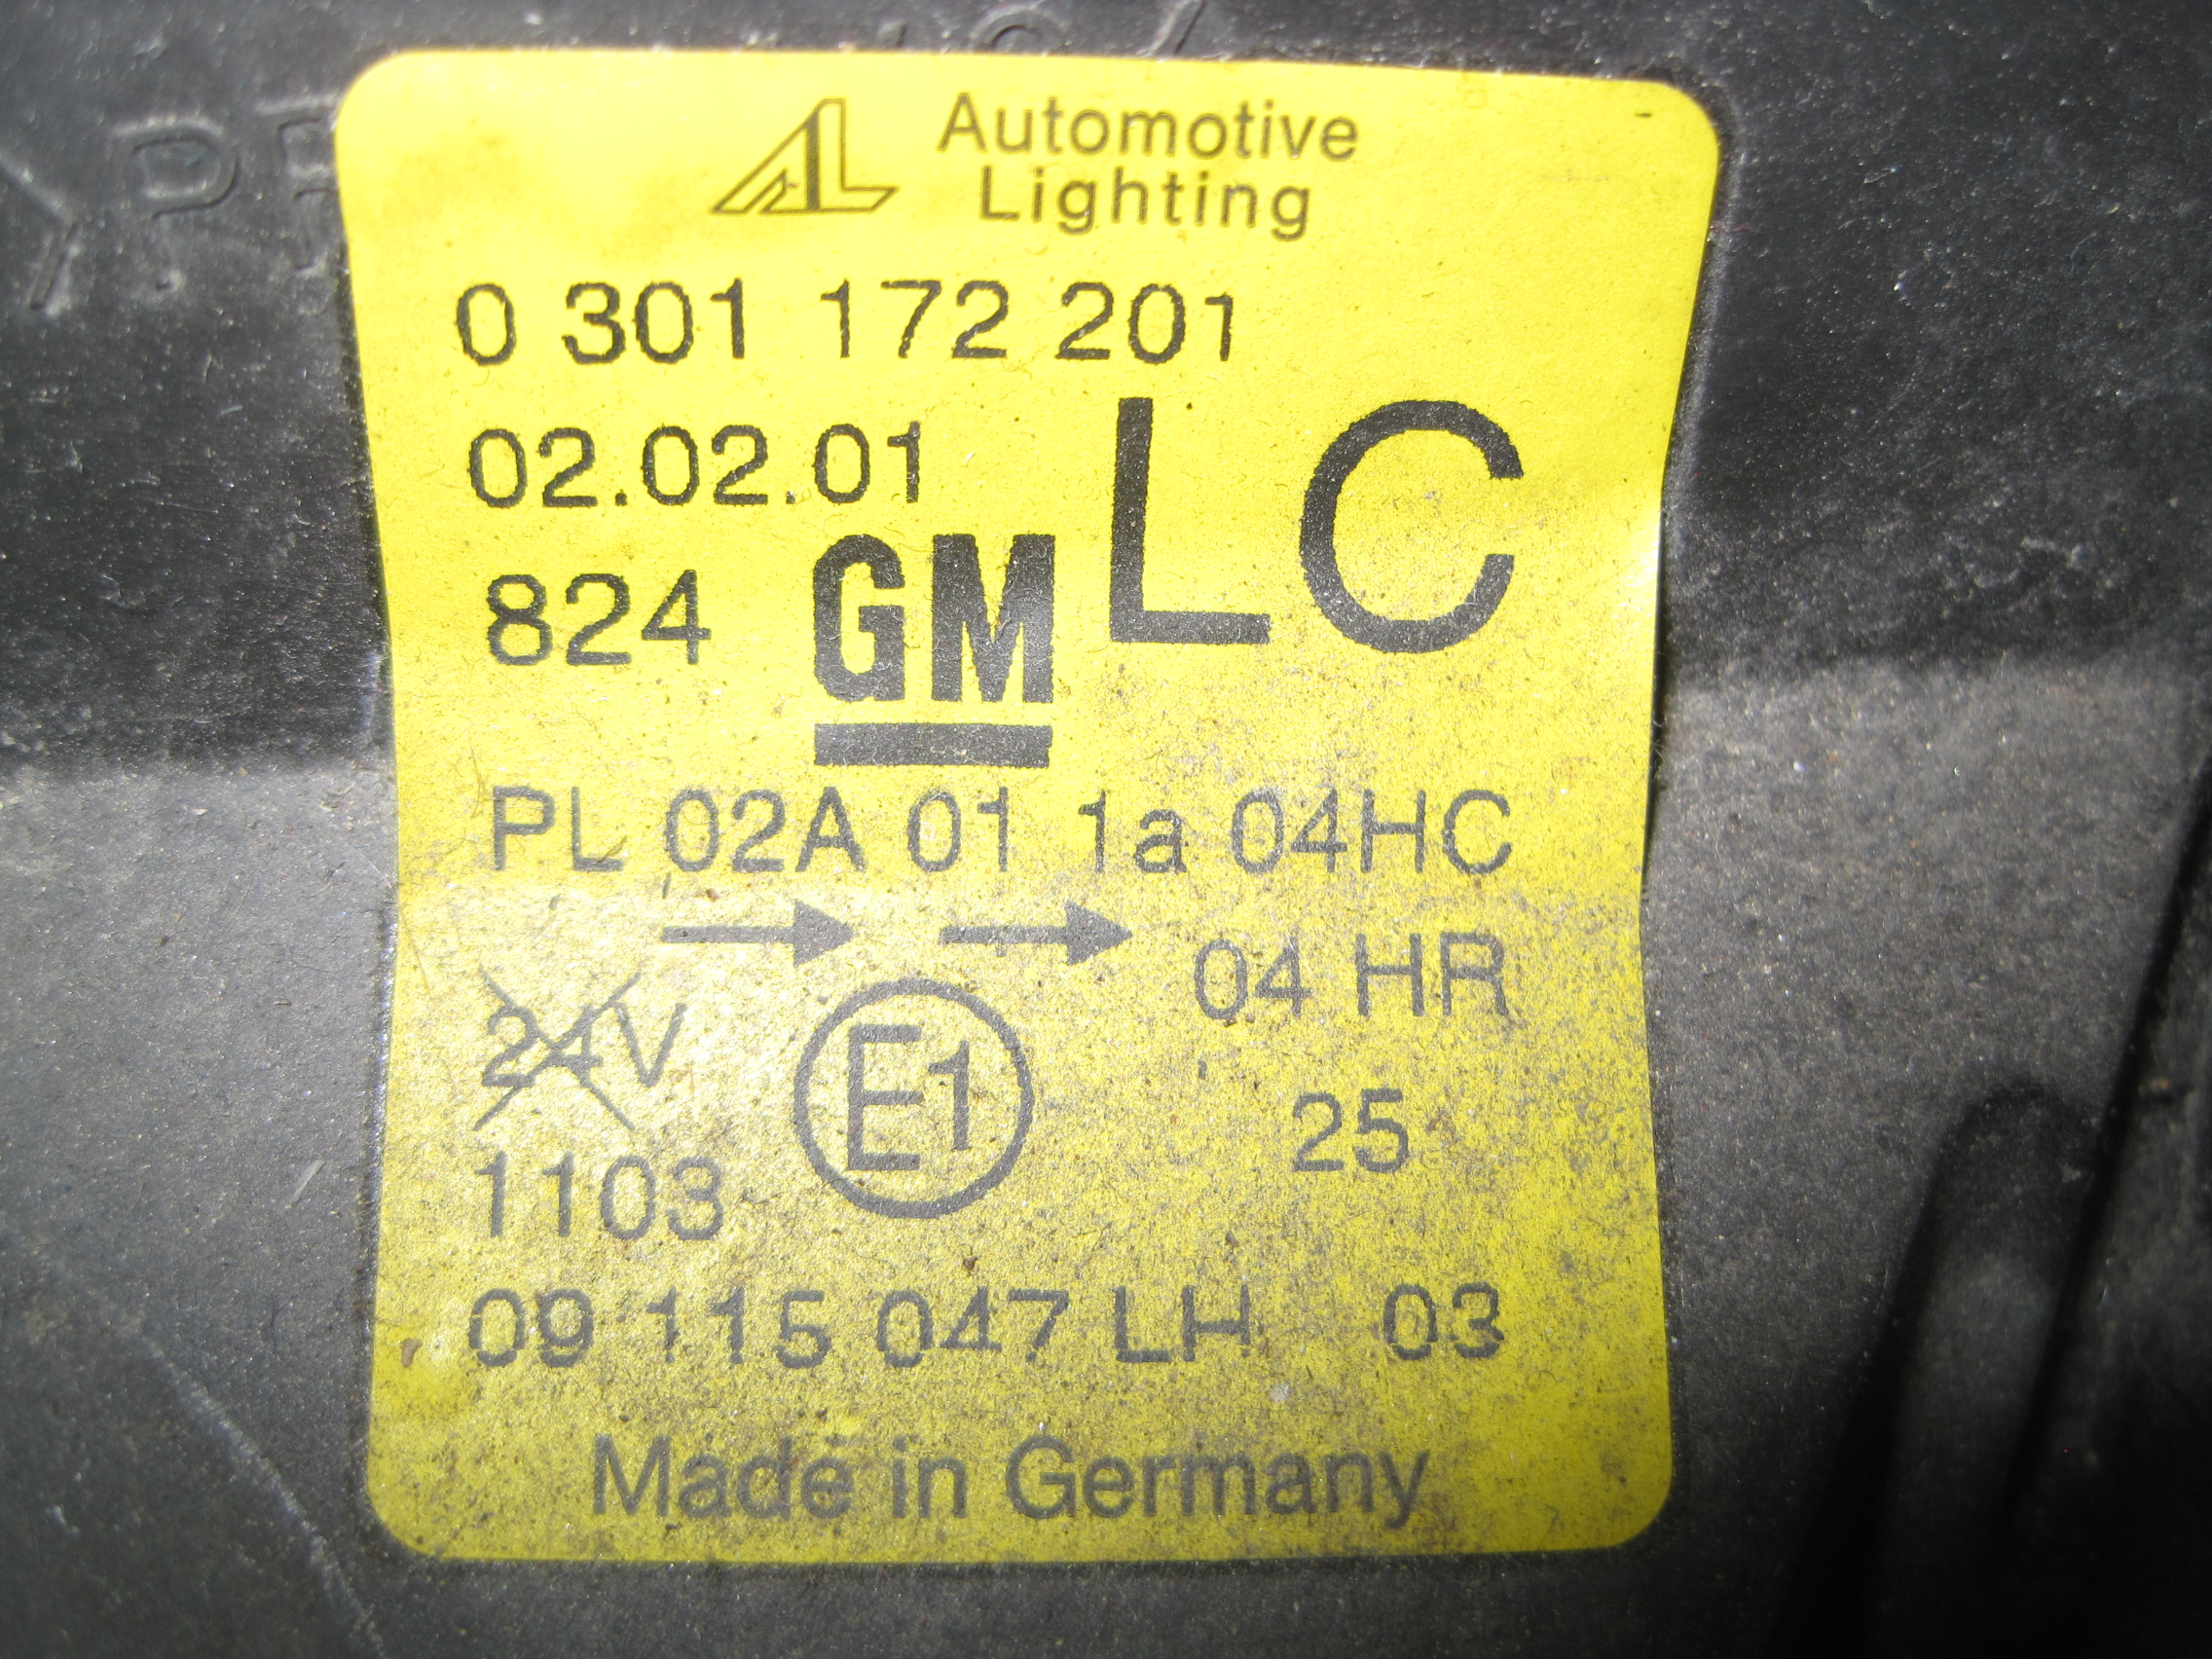 Automotive
Lighting
0 301 172 201
02.02.01 LC
824 GM
PL 02A 01 1a 04HC
→ → 04 HR
24V E1 25
1103
09 115 047 LH 03
Made in Germany